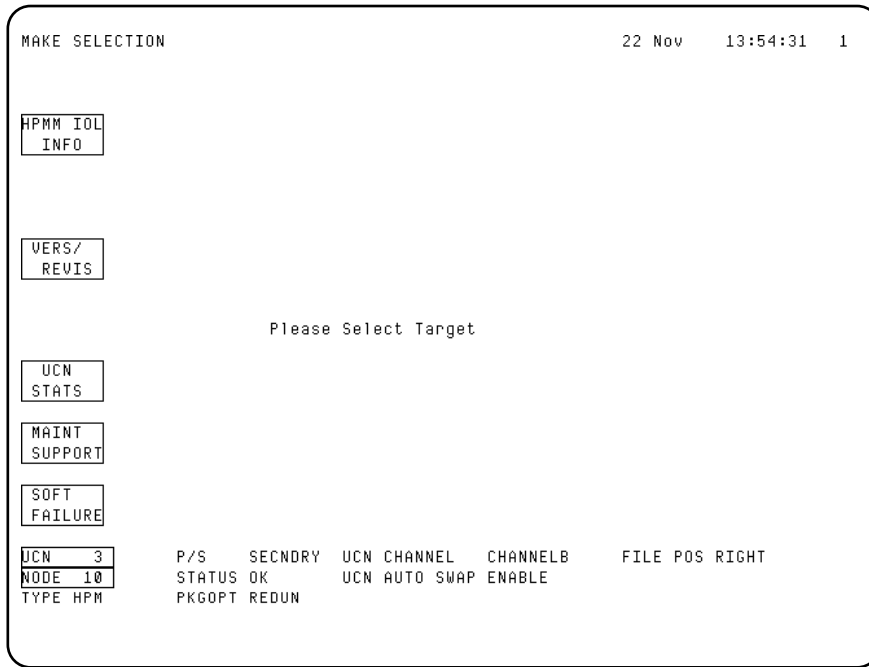 MAKE SELECTION 22 Nov 13:54:31 1
HPMM IOL
INFO
VERS/
REVIS
Please Select Target
UCN
STATS
MAINT
SUPPORT
SOFT
FAILURE
UCN 3 P/S SECNDRY UCN CHANNEL CHANNELB FILE POS RIGHT
NODE 10 STATUS OK UCN AUTO SWAP ENABLE
TYPE HPM PKGOPT REDUN